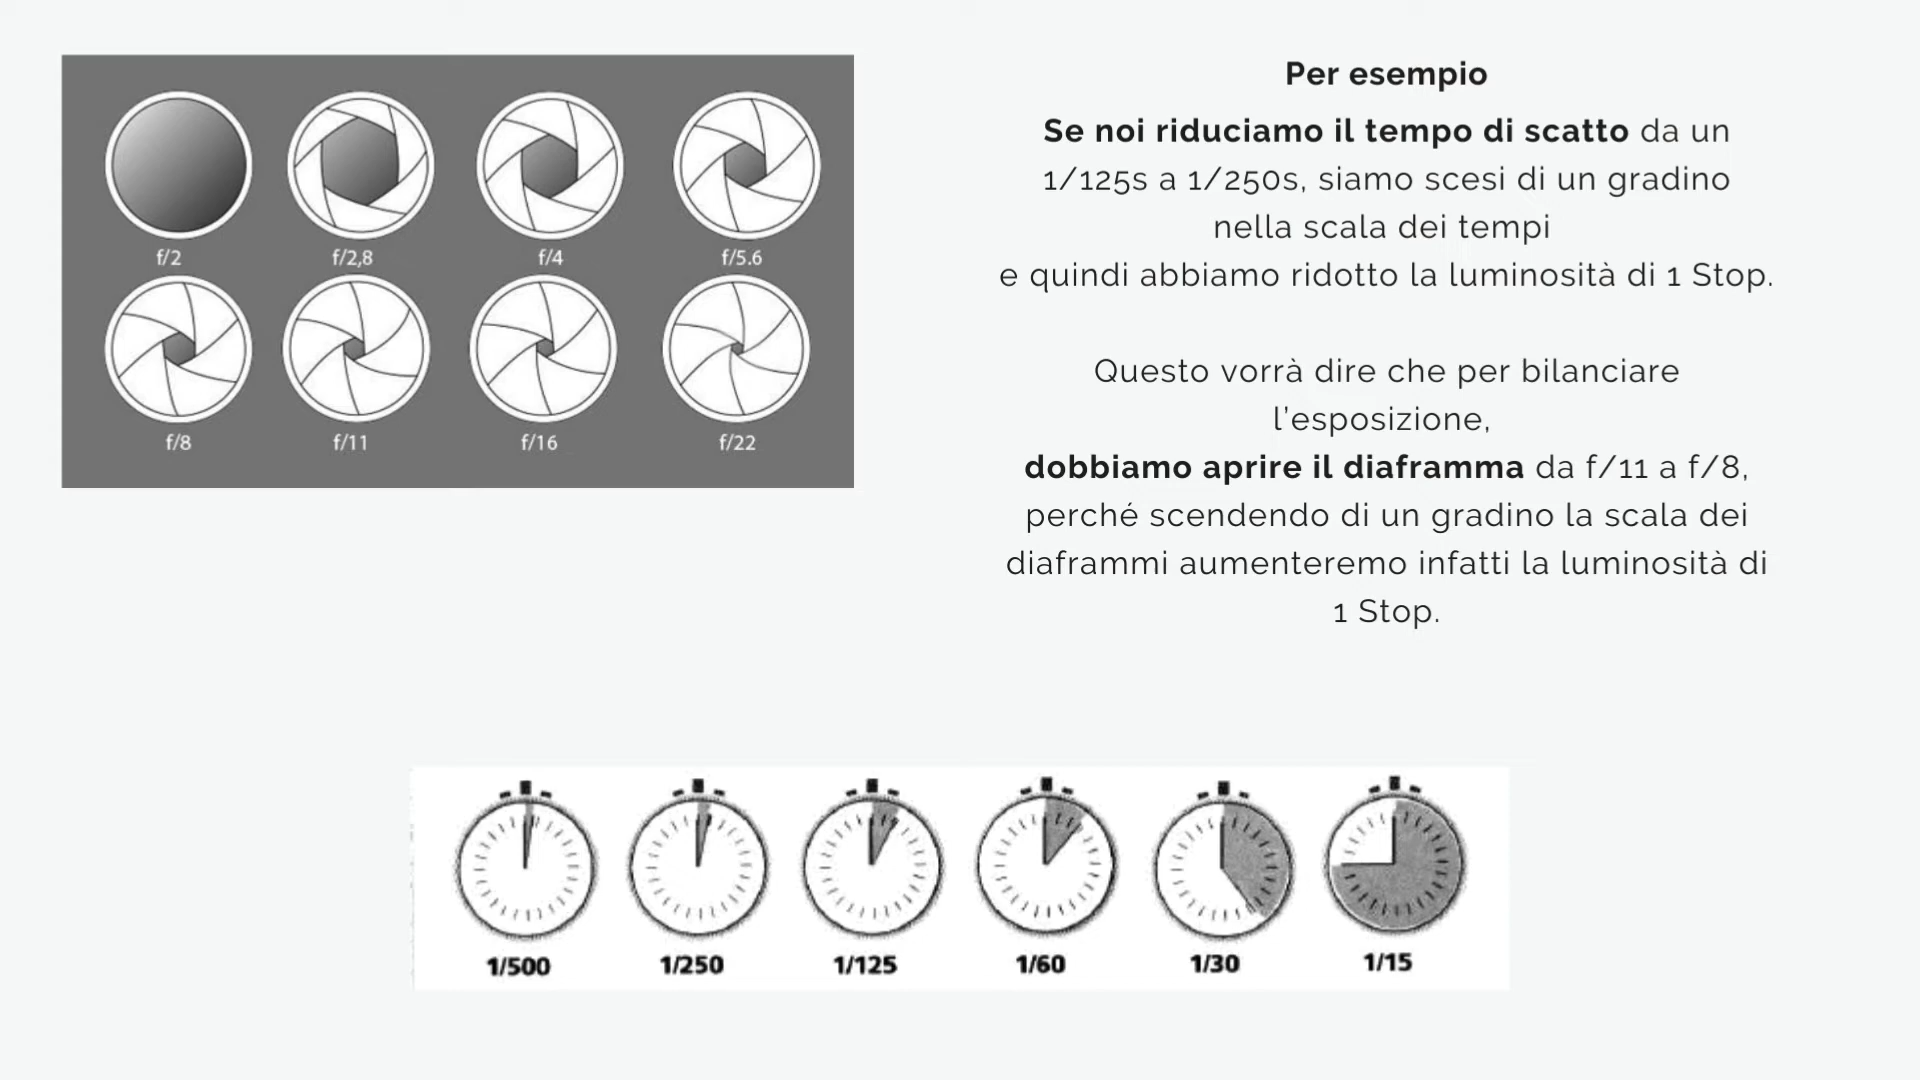 f/2 f/2,8 f/4 f/5.6
f/8 f/11 f/16 f/22
Per esempio
Se noi riduciamo il tempo di scatto da un
1/125s a 1/250s, siamo scesi di un gradino
nella scala dei tempi
e quindi abbiamo ridotto la luminosità di 1 Stop.
Questo vorrà dire che per bilanciare
l'esposizione,
dobbiamo aprire il diaframma da f/11 a f/8,
perché scendendo di un gradino la scala dei
diaframmi aumenteremo infatti la luminosità di
1 Stop.
1/500 1/250 1/125 1/60 1/30 1/15